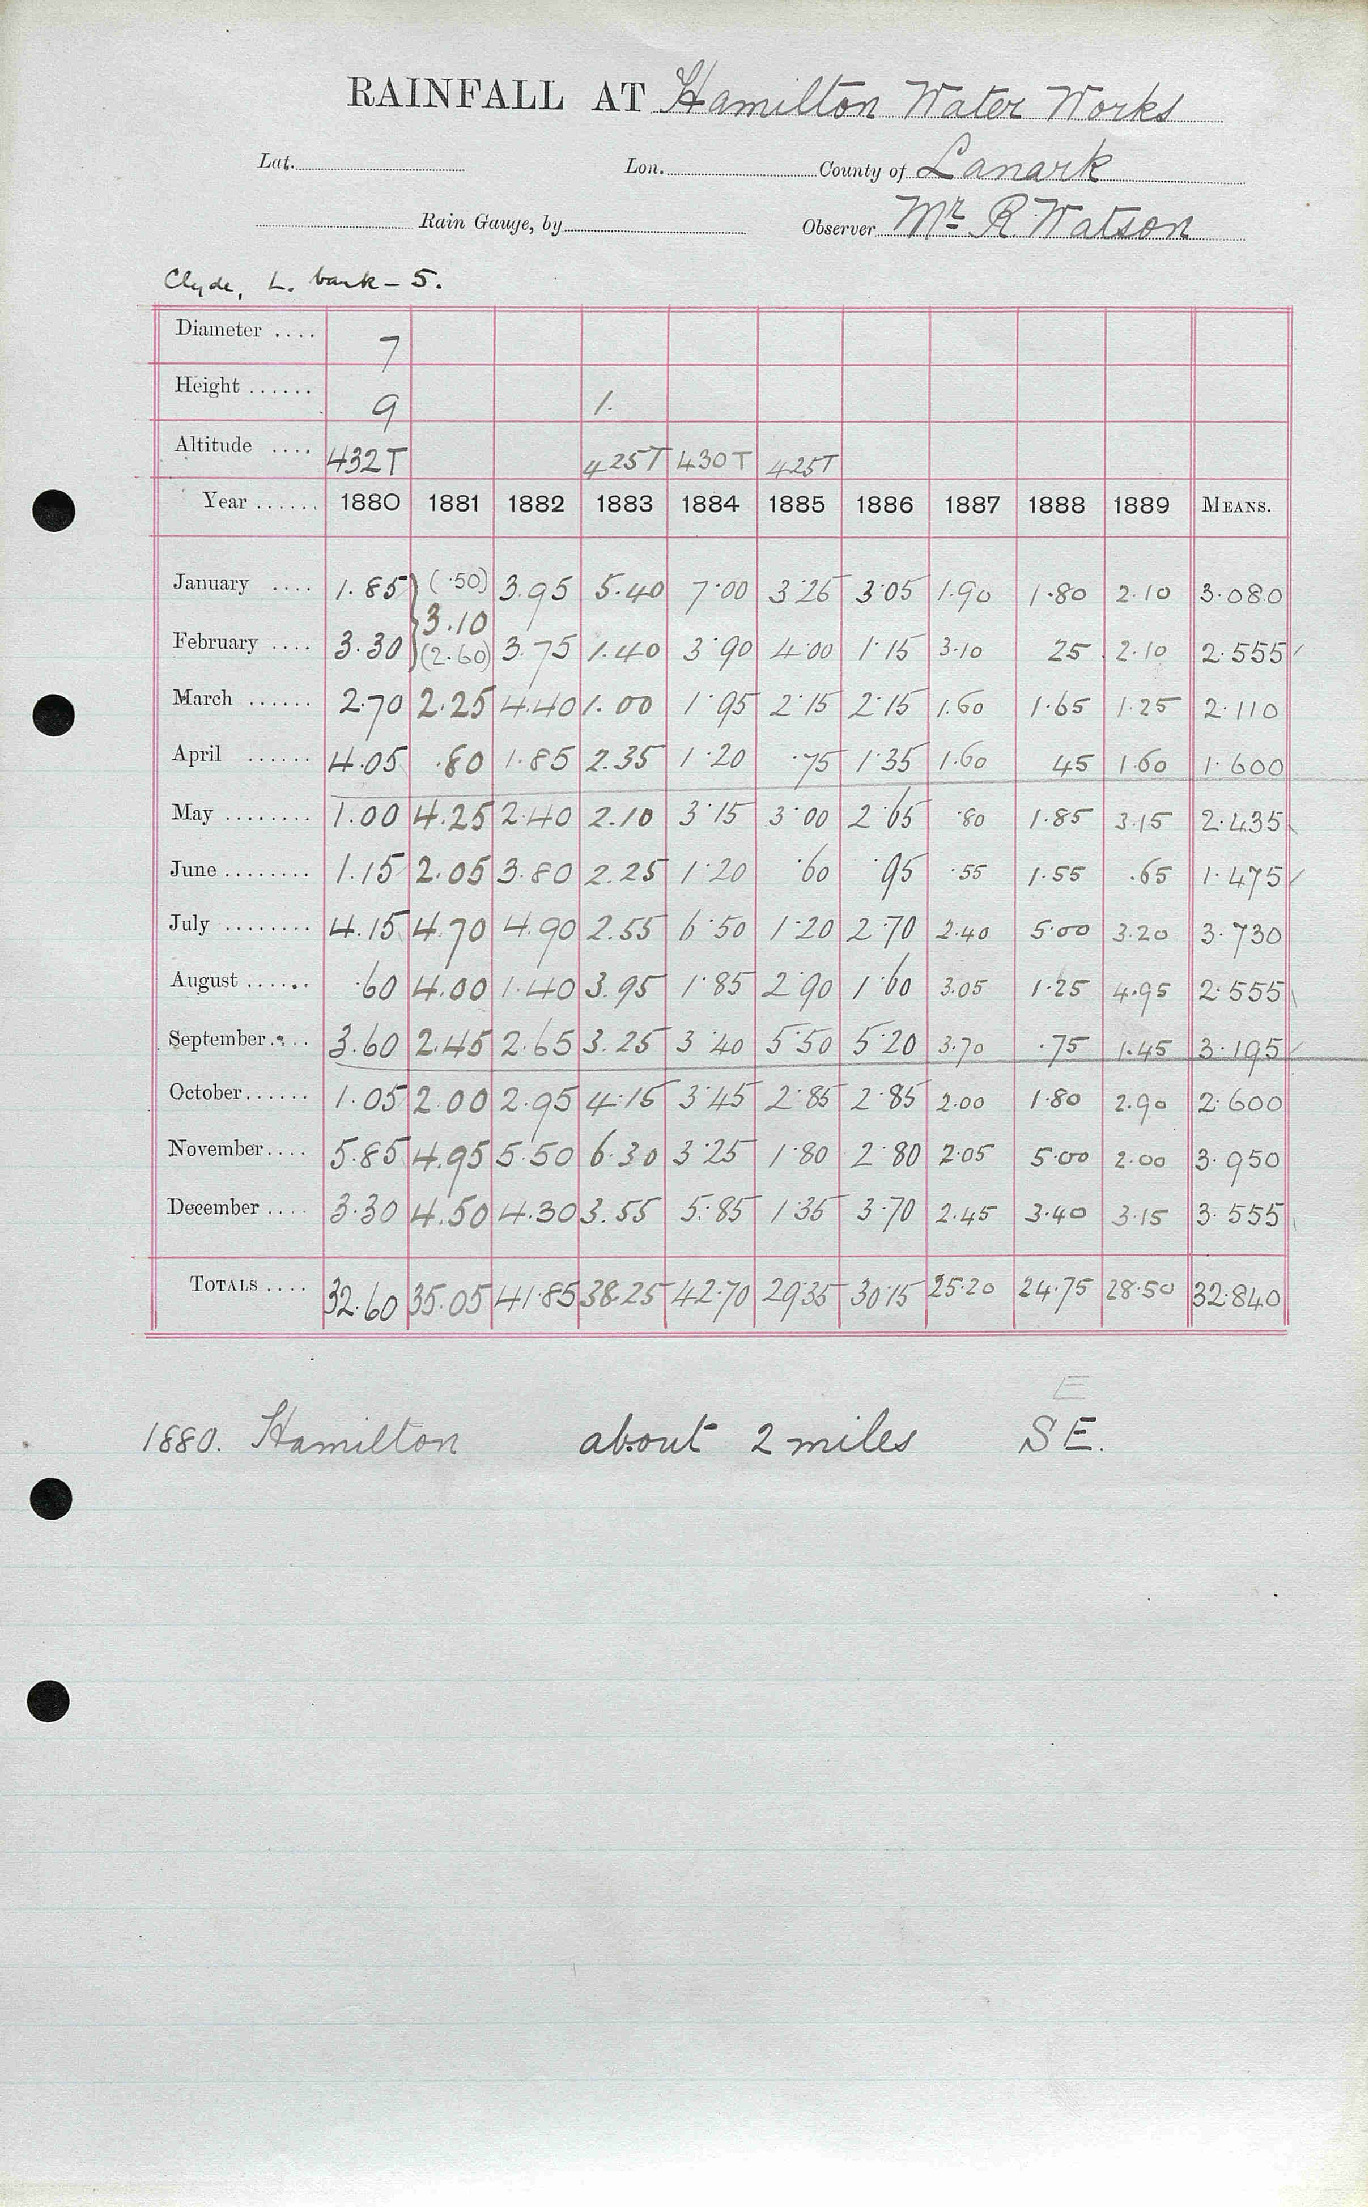 RAINFALL AT Hamilton Water Works
Lat. Lon. County of Lanark
Rain Gauge, by Observer Mr R. Watson
Clyde, L. bank - 5.
Diameter .... 7
Height ...... 9 1.
Altitude .... 432T 425T 430T 425T
Year ...... 1880 1881 1882 1883 1884 1885 1886 1887 1888 1889 MEANS.
January .... 1.85 (.50) 3.95 5.40 7.00 3.25 3.05 1.90 1.80 2.10 3.080
3.10
February .... 3.30 (2.60) 3.75 1.40 3.90 4.00 1.15 3.10 25 2.10 2.555
March ...... 2.70 2.25 4.40 1.00 1.95 2.15 2.15 1.60 1.65 1.25 2.110
April ...... 4.05 .80 1.85 2.35 1.20 .75 1.35 1.60 45 1.60 1.600
May ........ 1.00 4.25 2.40 2.10 3.15 3.00 2.65 .80 1.85 3.15 2.435
June ........ 1.15 2.05 3.80 2.25 1.20 .60 .95 .55 1.55 .65 1.475
July ........ 4.15 4.70 4.90 2.55 6.50 1.20 2.70 2.40 5.00 3.20 3.730
August ...... .60 4.00 1.40 3.95 1.85 2.90 1.60 3.05 1.25 4.95 2.555
September.... 3.60 2.45 2.65 3.25 3.40 5.50 5.20 3.70 .75 1.45 3.195
October...... 1.05 2.00 2.95 4.15 3.45 2.85 2.85 2.00 1.80 2.90 2.600
November.... 5.85 4.95 5.50 6.30 3.25 1.80 2.80 2.05 5.00 2.00 3.950
December .... 3.30 4.50 4.30 3.55 5.85 1.35 3.70 2.45 3.40 3.15 3.555
TOTALS .... 32.60 35.05 41.85 38.25 42.70 29.35 30.15 25.20 24.75 28.50 32.840
E
1880. Hamilton about 2 miles SE.